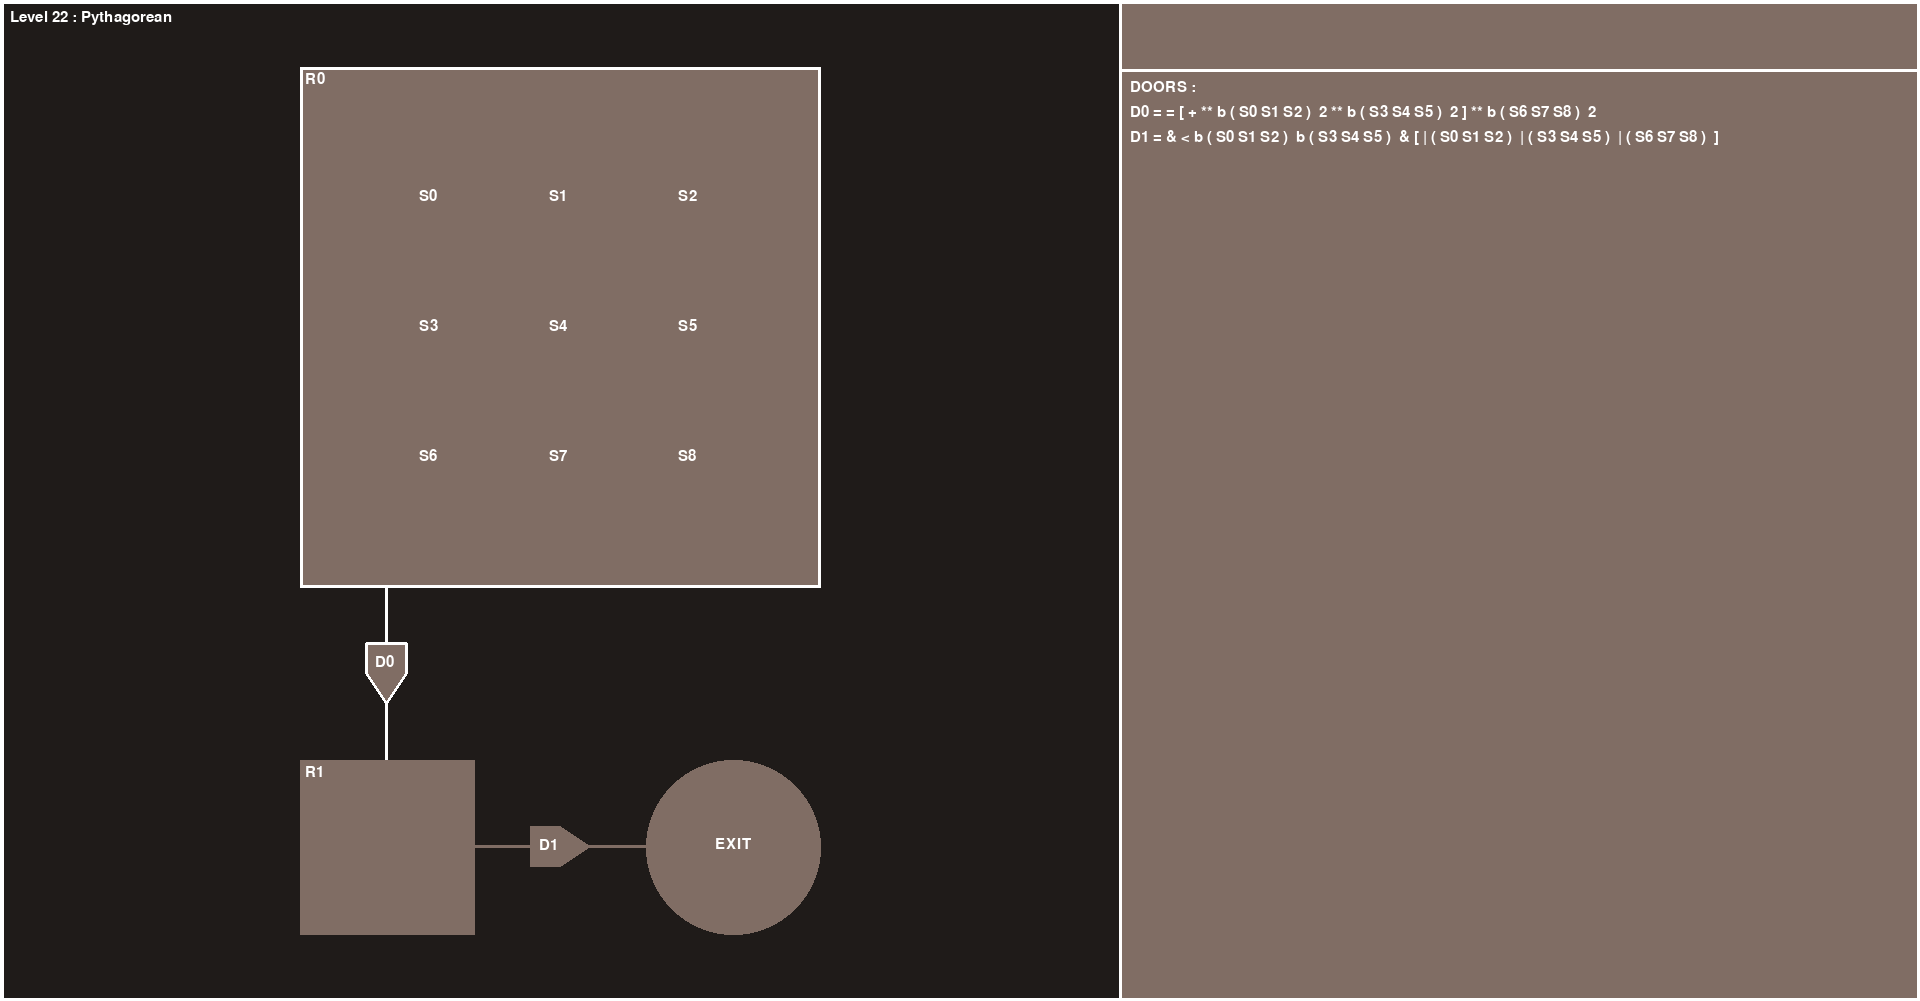 Level 22 : Pythagorean
R0
S0 S1 S2
S3 S4 S5
S6 S7 S8
D0
R1
D1
EXIT
DOORS :
D0 = = [ + ** b ( S0 S1 S2 ) 2 ** b ( S3 S4 S5 ) 2 ] ** b ( S6 S7 S8 ) 2
D1 = & < b ( S0 S1 S2 ) b ( S3 S4 S5 ) & [ | ( S0 S1 S2 ) | ( S3 S4 S5 ) | ( S6 S7 S8 ) ]